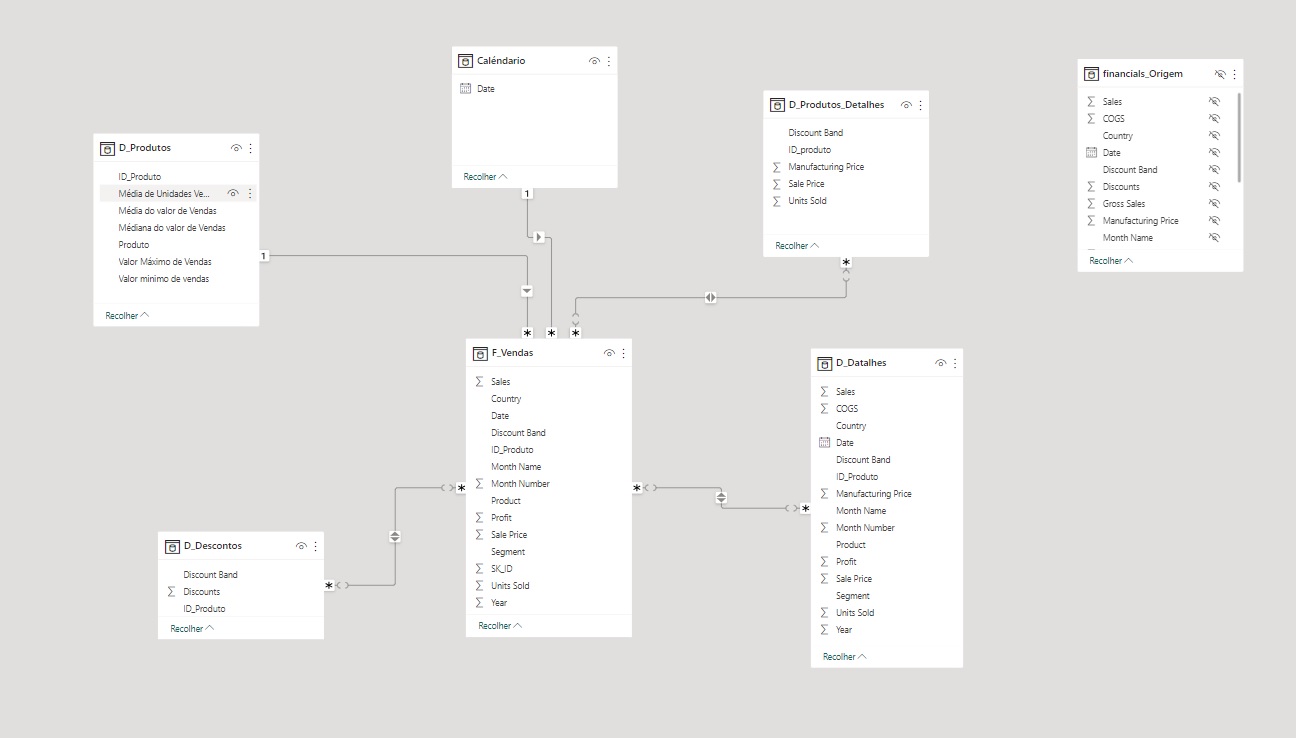 Caléndario
Date
Recolher
1
D_Produtos_Detalhes
Discount Band
ID_produto
Manufacturing Price
Sale Price
Units Sold
Recolher
*
financials_Origem
Sales
COGS
Country
Date
Discount Band
Discounts
Gross Sales
Manufacturing Price
Month Name
Recolher
D_Produtos
ID_Produto
Média de Unidades Ve...
Média do valor de Vendas
Médiana do valor de Vendas
Produto
Valor Máximo de Vendas
Valor minimo de vendas
Recolher
1
* * *
F_Vendas
Sales
Country
Date
Discount Band
ID_Produto
Month Name
Month Number
Product
Profit
Sale Price
Segment
SK_ID
Units Sold
Year
Recolher
* *
D_Datalhes
Sales
COGS
Country
Date
Discount Band
ID_Produto
Manufacturing Price
Month Name
Month Number
Product
Profit
Sale Price
Segment
Units Sold
Year
Recolher
*
D_Descontos
Discount Band
Discounts
ID_Produto
Recolher
*